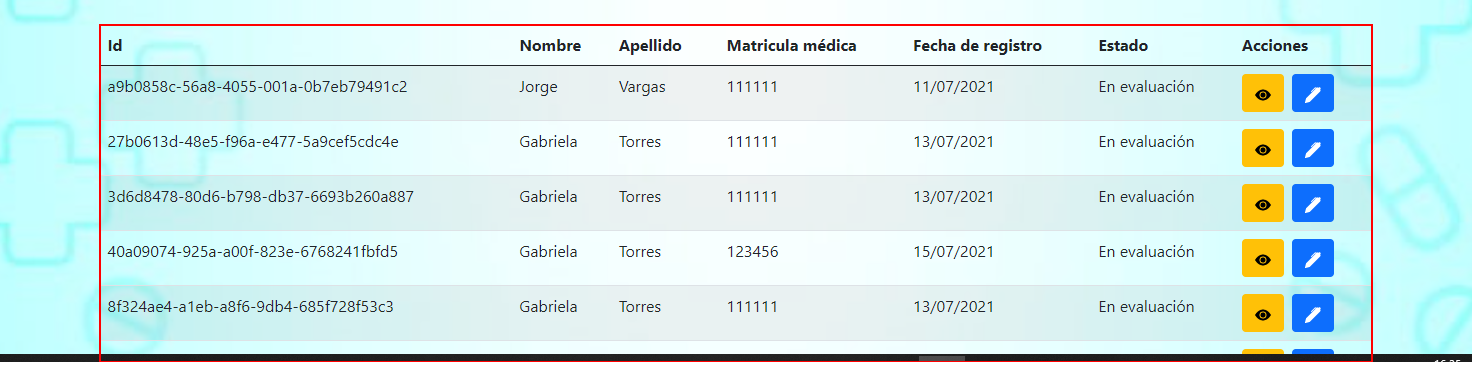 Id Nombre Apellido Matricula médica Fecha de registro Estado Acciones
a9b0858c-56a8-4055-001a-0b7eb79491c2 Jorge Vargas 111111 11/07/2021 En evaluación
27b0613d-48e5-f96a-e477-5a9cef5cdc4e Gabriela Torres 111111 13/07/2021 En evaluación
3d6d8478-80d6-b798-db37-6693b260a887 Gabriela Torres 111111 13/07/2021 En evaluación
40a09074-925a-a00f-823e-6768241fbfd5 Gabriela Torres 123456 15/07/2021 En evaluación
8f324ae4-a1eb-a8f6-9db4-685f728f53c3 Gabriela Torres 111111 13/07/2021 En evaluación